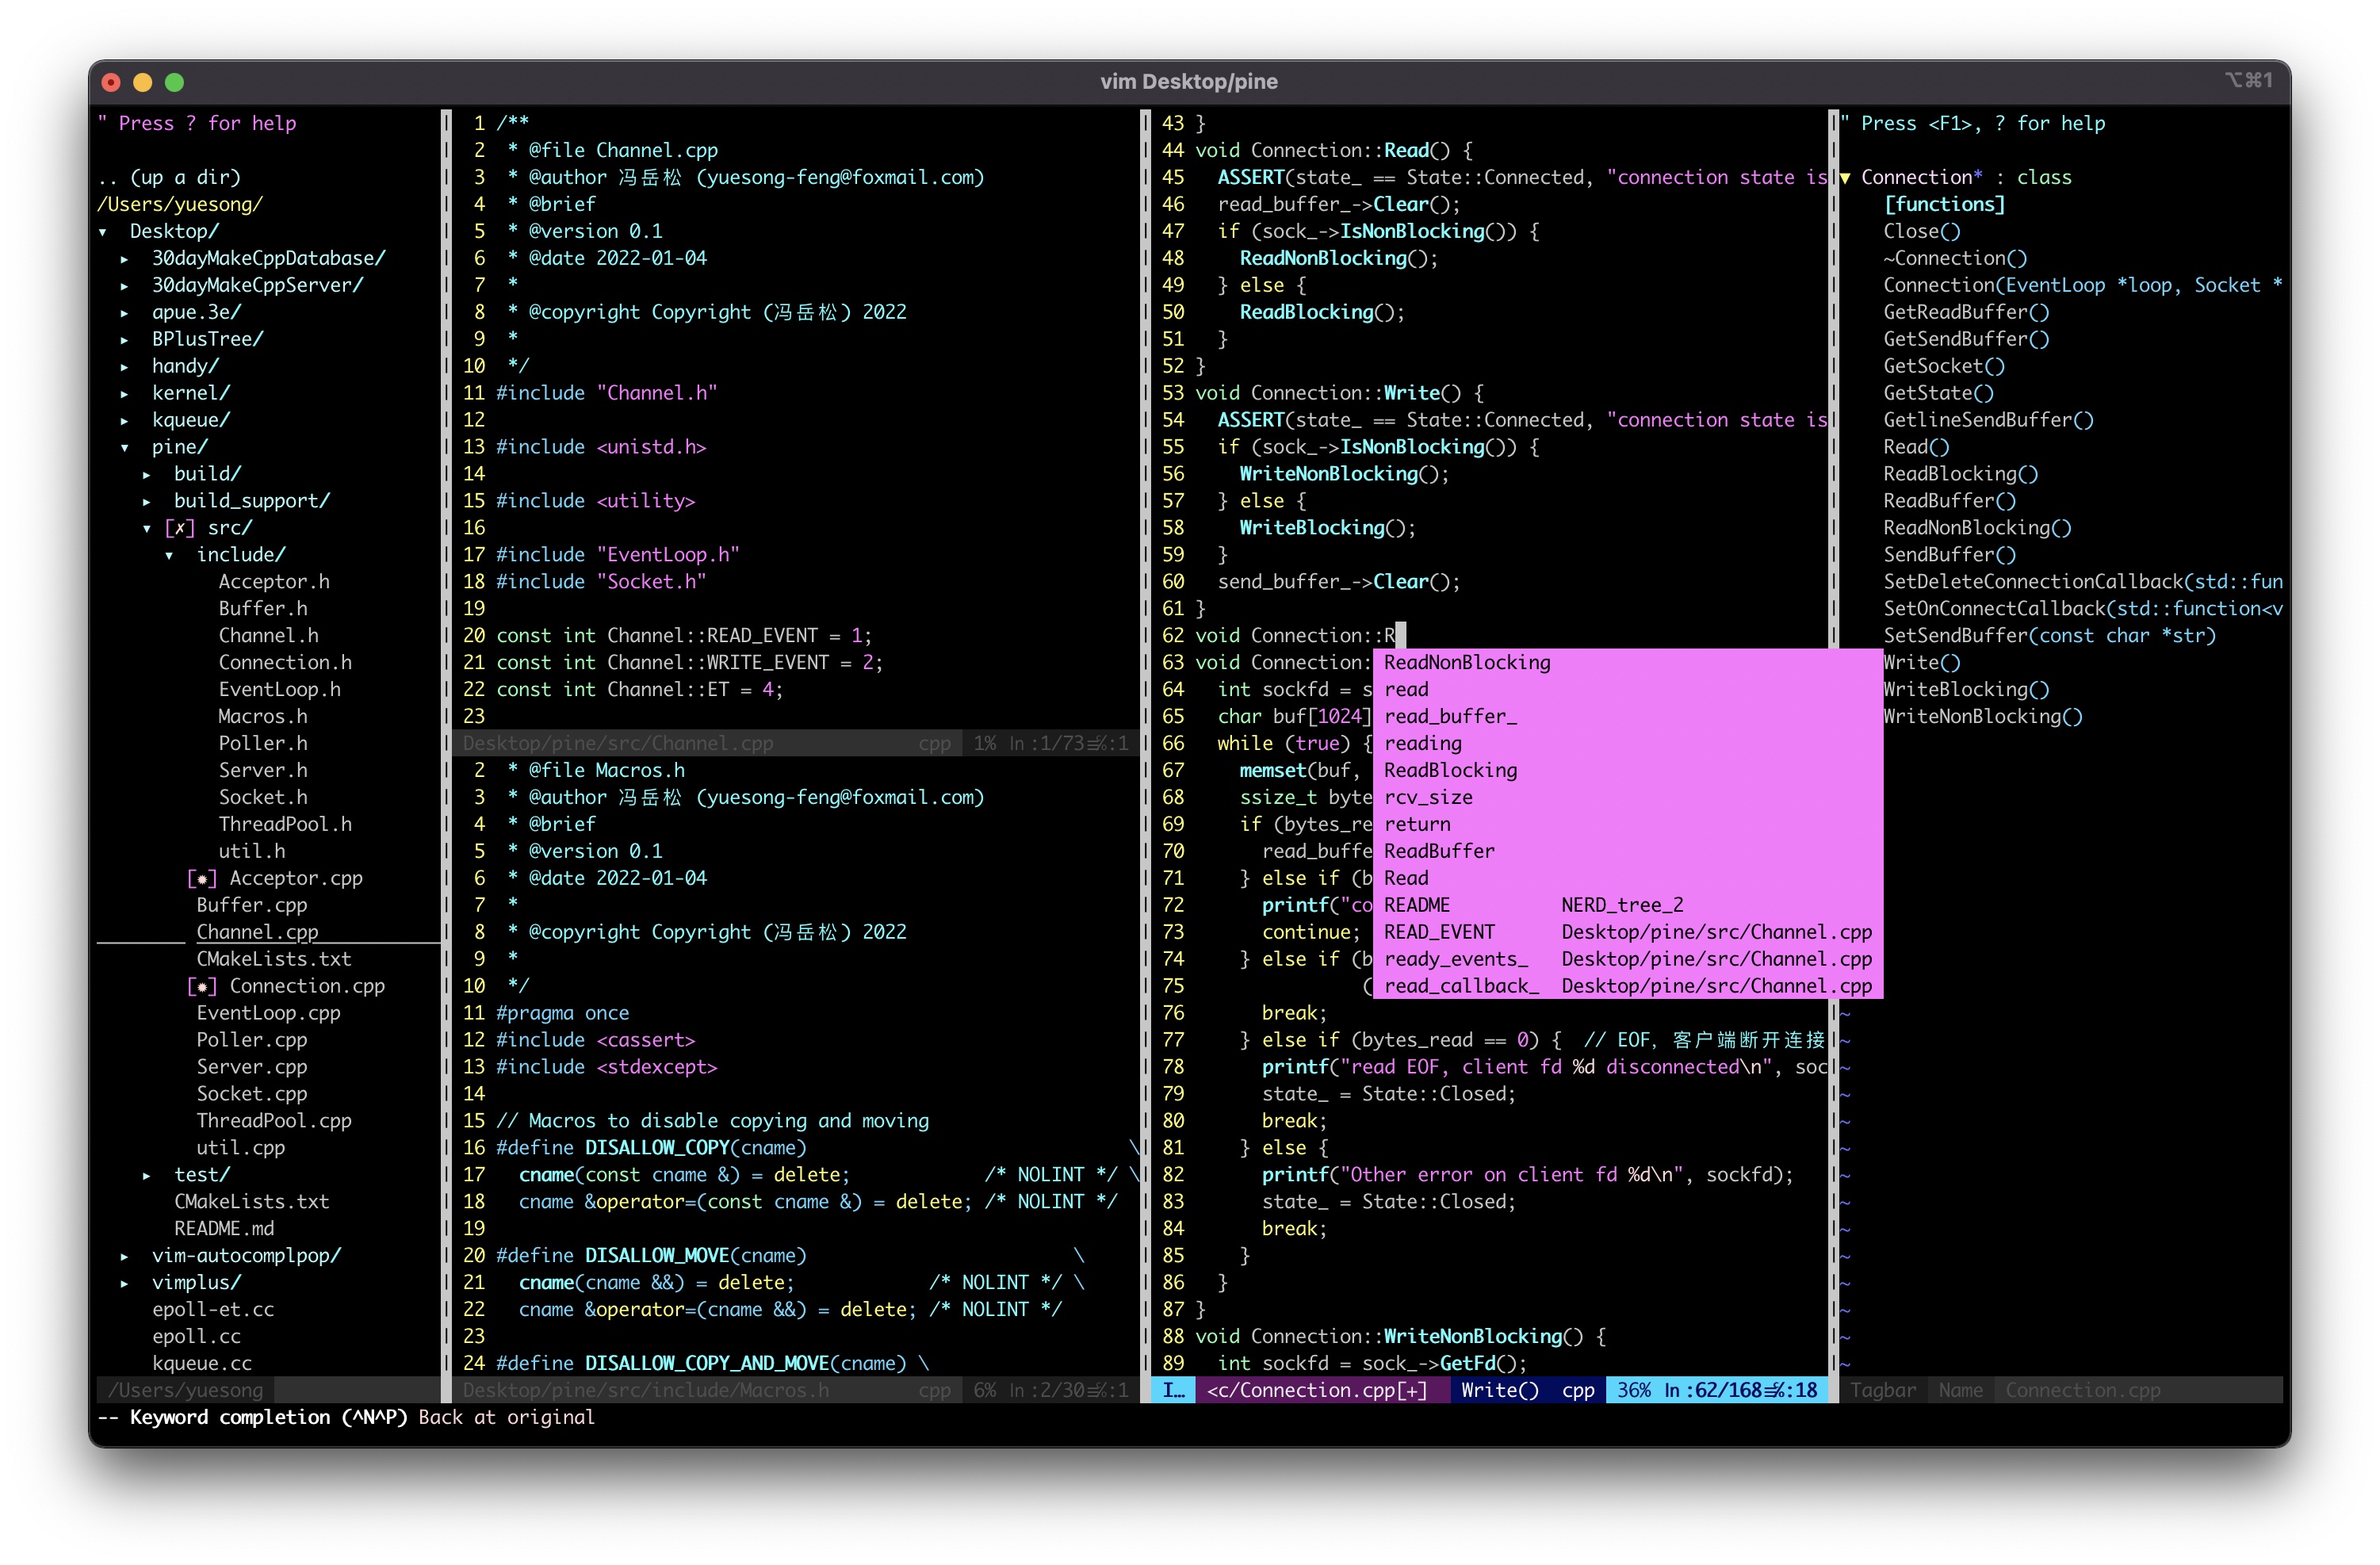 vim Desktop/pine
⌥⌘1
" Press ? for help
.. (up a dir)
/Users/yuesong/
▾ Desktop/
▸ 30dayMakeCppDatabase/
▸ 30dayMakeCppServer/
▸ apue.3e/
▸ BPlusTree/
▸ handy/
▸ kernel/
▸ kqueue/
▾ pine/
▸ build/
▸ build_support/
▾ [✗] src/
▾ include/
Acceptor.h
Buffer.h
Channel.h
Connection.h
EventLoop.h
Macros.h
Poller.h
Server.h
Socket.h
ThreadPool.h
util.h
[✹] Acceptor.cpp
Buffer.cpp
Channel.cpp
CMakeLists.txt
[✹] Connection.cpp
EventLoop.cpp
Poller.cpp
Server.cpp
Socket.cpp
ThreadPool.cpp
util.cpp
▸ test/
CMakeLists.txt
README.md
▸ vim-autocomplpop/
▸ vimplus/
epoll-et.cc
epoll.cc
kqueue.cc
/Users/yuesong
1 /**
2 * @file Channel.cpp
3 * @author 冯岳松 (yuesong-feng@foxmail.com)
4 * @brief
5 * @version 0.1
6 * @date 2022-01-04
7 *
8 * @copyright Copyright (冯岳松) 2022
9 *
10 */
11 #include "Channel.h"
12
13 #include <unistd.h>
14
15 #include <utility>
16
17 #include "EventLoop.h"
18 #include "Socket.h"
19
20 const int Channel::READ_EVENT = 1;
21 const int Channel::WRITE_EVENT = 2;
22 const int Channel::ET = 4;
23
Desktop/pine/src/Channel.cpp cpp 1% ln:1/73≡%:1
2 * @file Macros.h
3 * @author 冯岳松 (yuesong-feng@foxmail.com)
4 * @brief
5 * @version 0.1
6 * @date 2022-01-04
7 *
8 * @copyright Copyright (冯岳松) 2022
9 *
10 */
11 #pragma once
12 #include <cassert>
13 #include <stdexcept>
14
15 // Macros to disable copying and moving
16 #define DISALLOW_COPY(cname) \
17 cname(const cname &) = delete; /* NOLINT */ \
18 cname &operator=(const cname &) = delete; /* NOLINT */
19
20 #define DISALLOW_MOVE(cname) \
21 cname(cname &&) = delete; /* NOLINT */ \
22 cname &operator=(cname &&) = delete; /* NOLINT */
23
24 #define DISALLOW_COPY_AND_MOVE(cname) \
Desktop/pine/src/include/Macros.h cpp 6% ln:2/30≡%:1
43 }
44 void Connection::Read() {
45 ASSERT(state_ == State::Connected, "connection state is
46 read_buffer_->Clear();
47 if (sock_->IsNonBlocking()) {
48 ReadNonBlocking();
49 } else {
50 ReadBlocking();
51 }
52 }
53 void Connection::Write() {
54 ASSERT(state_ == State::Connected, "connection state is
55 if (sock_->IsNonBlocking()) {
56 WriteNonBlocking();
57 } else {
58 WriteBlocking();
59 }
60 send_buffer_->Clear();
61 }
62 void Connection::R
63 void Connection:
64 int sockfd = s
65 char buf[1024]
66 while (true) {
67 memset(buf,
68 ssize_t byte
69 if (bytes_re
70 read_buffe
71 } else if (b
72 printf("co
73 continue;
74 } else if (b
75 (
76 break;
77 } else if (bytes_read == 0) { // EOF, 客户端断开连接
78 printf("read EOF, client fd %d disconnected\n", soc
79 state_ = State::Closed;
80 break;
81 } else {
82 printf("Other error on client fd %d\n", sockfd);
83 state_ = State::Closed;
84 break;
85 }
86 }
87 }
88 void Connection::WriteNonBlocking() {
89 int sockfd = sock_->GetFd();
I… <c/Connection.cpp[+] Write() cpp 36% ln:62/168≡%:18
ReadNonBlocking
read
read_buffer_
reading
ReadBlocking
rcv_size
return
ReadBuffer
Read
README NERD_tree_2
READ_EVENT Desktop/pine/src/Channel.cpp
ready_events_ Desktop/pine/src/Channel.cpp
read_callback_ Desktop/pine/src/Channel.cpp
" Press <F1>, ? for help
▼ Connection* : class
[functions]
Close()
~Connection()
Connection(EventLoop *loop, Socket *
GetReadBuffer()
GetSendBuffer()
GetSocket()
GetState()
GetlineSendBuffer()
Read()
ReadBlocking()
ReadBuffer()
ReadNonBlocking()
SendBuffer()
SetDeleteConnectionCallback(std::fun
SetOnConnectCallback(std::function<v
SetSendBuffer(const char *str)
Write()
WriteBlocking()
WriteNonBlocking()
~
~
~
~
~
~
~
~
~
~
~
~
~
~
Tagbar Name Connection.cpp
-- Keyword completion (^N^P) Back at original